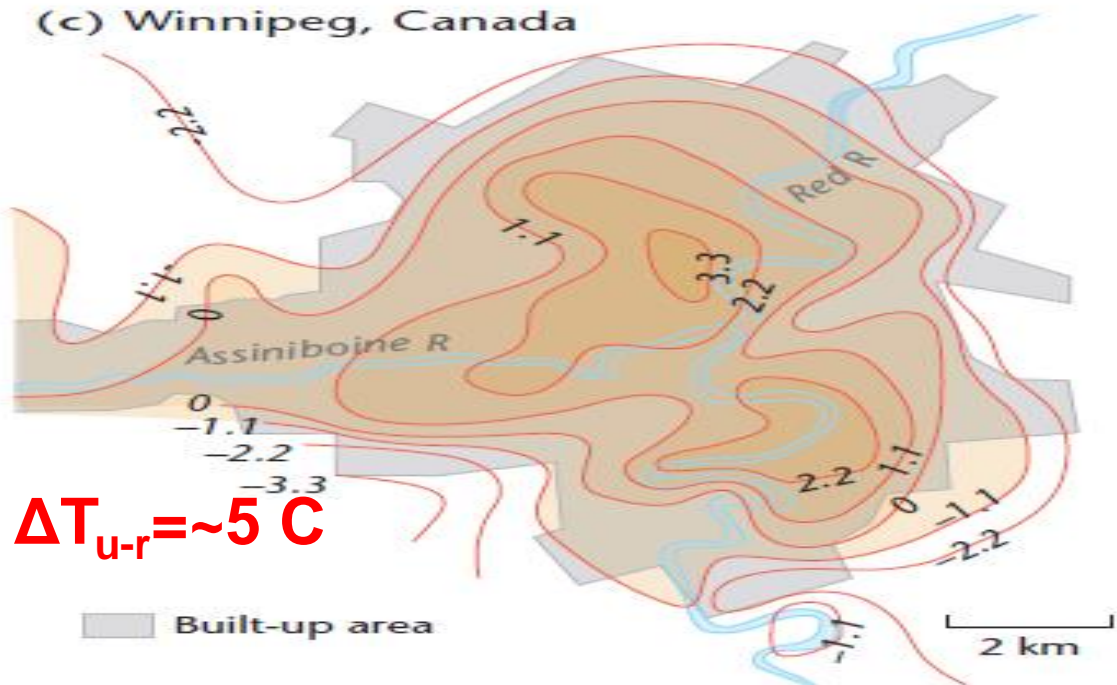 (c) Winnipeg, Canada
-2.2
Red R
1.1
3.3
2.2
-1.1
0
Assiniboine R
0
–1.1
–2.2
–3.3
2.2
1.1
0
–1.1
–2.2
ΔTu-r=~5 C
Built-up area
–1.1
2 km